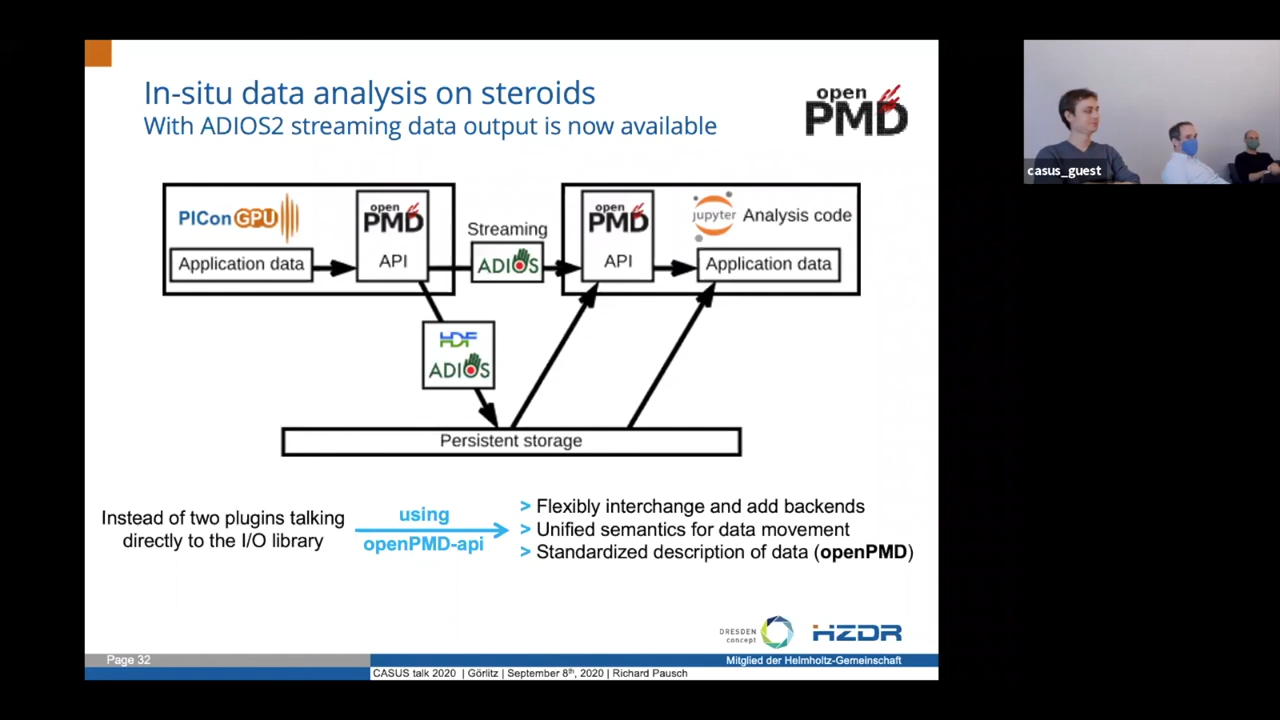 In-situ data analysis on steroids
With ADIOS2 streaming data output is now available
open
PMD
PIConGPU
open
PMD
API
Application data
Streaming
ADIOS
open
PMD
API
jupyter
Analysis code
Application data
HDF
ADIOS
Persistent storage
Instead of two plugins talking
directly to the I/O library
using
openPMD-api
> Flexibly interchange and add backends
> Unified semantics for data movement
> Standardized description of data (openPMD)
DRESDEN
concept
HZDR
Page 32
Mitglied der Helmholtz-Gemeinschaft
CASUS talk 2020 | Görlitz | September 8th, 2020 | Richard Pausch
casus_guest